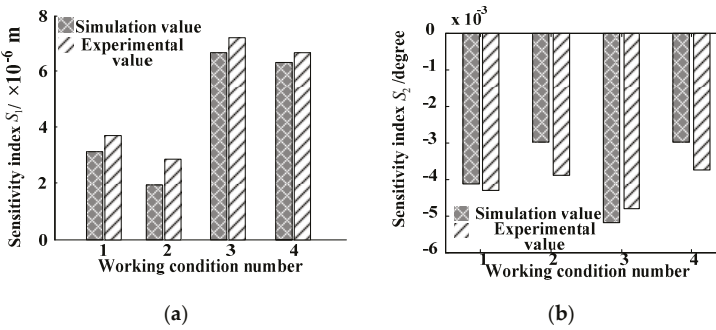 8
6
4
2
0
Sensitivity index S₁/ ×10⁻⁶ m
Simulation value
Experimental
value
1 2 3 4
Working condition number
(a)
x 10⁻³
0
-1
-2
-3
-4
-5
-6
Sensitivity index S₂ /degree
Simulation value
Experimental
value
1 2 3 4
Working condition number
(b)